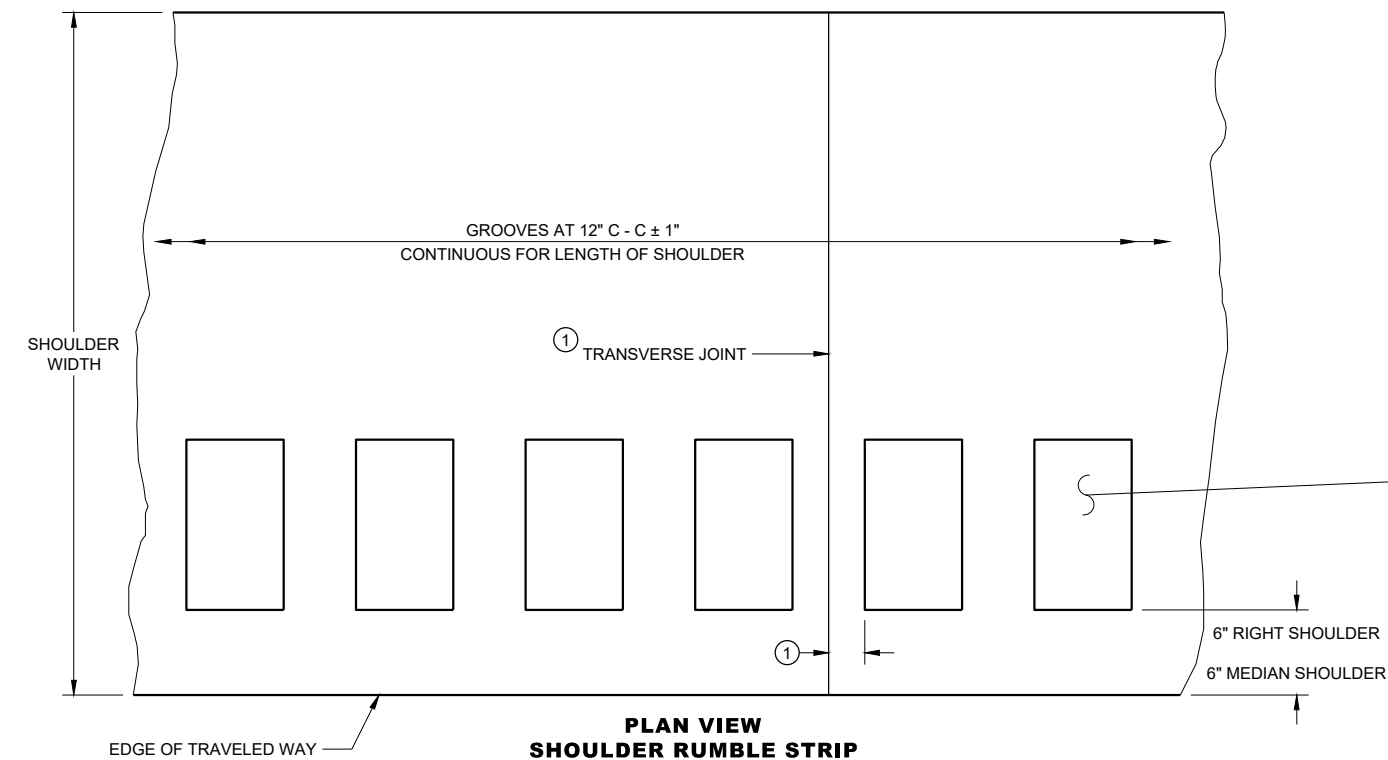 GROOVES AT 12" C - C ± 1"
CONTINUOUS FOR LENGTH OF SHOULDER
SHOULDER
WIDTH
① TRANSVERSE JOINT
①
6" RIGHT SHOULDER
6" MEDIAN SHOULDER
EDGE OF TRAVELED WAY
PLAN VIEW
SHOULDER RUMBLE STRIP